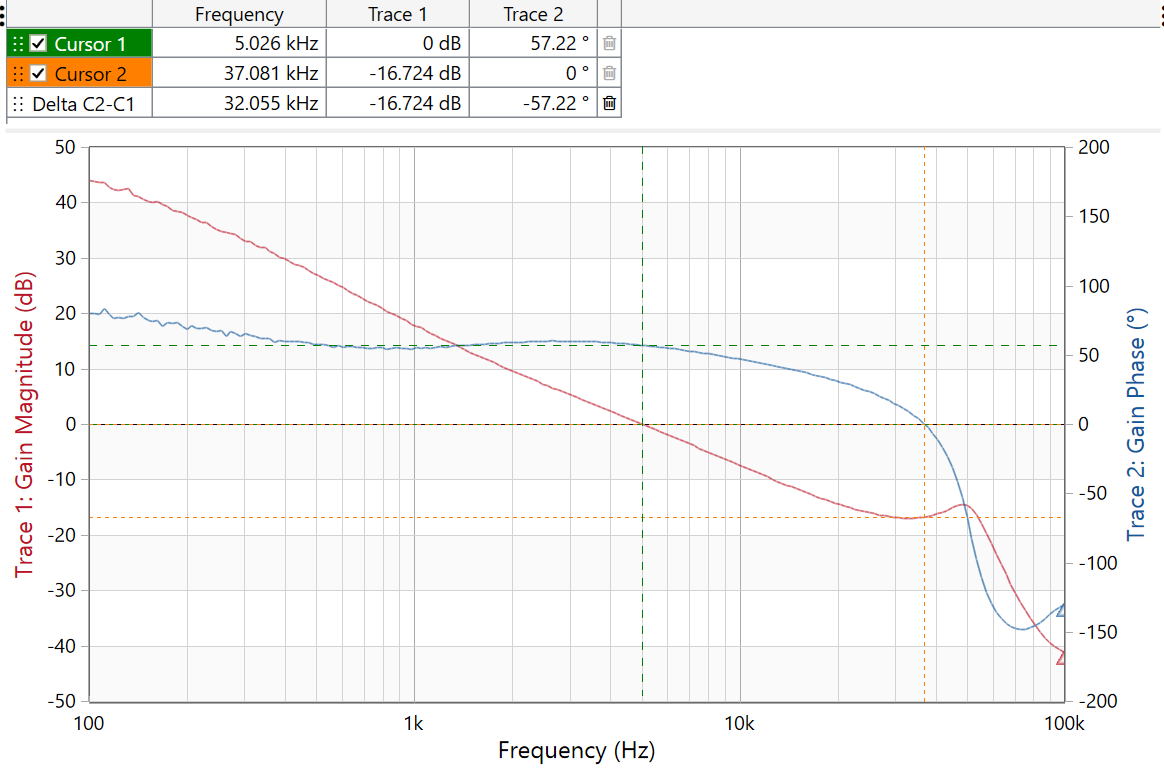 Frequency Trace 1 Trace 2
Cursor 1 5.026 kHz 0 dB 57.22 °
Cursor 2 37.081 kHz -16.724 dB 0 °
Delta C2-C1 32.055 kHz -16.724 dB -57.22 °
Trace 1: Gain Magnitude (dB)
50
40
30
20
10
0
-10
-20
-30
-40
-50
200
150
100
50
0
-50
-100
-150
-200
Trace 2: Gain Phase (°)
100 1k 10k 100k
Frequency (Hz)